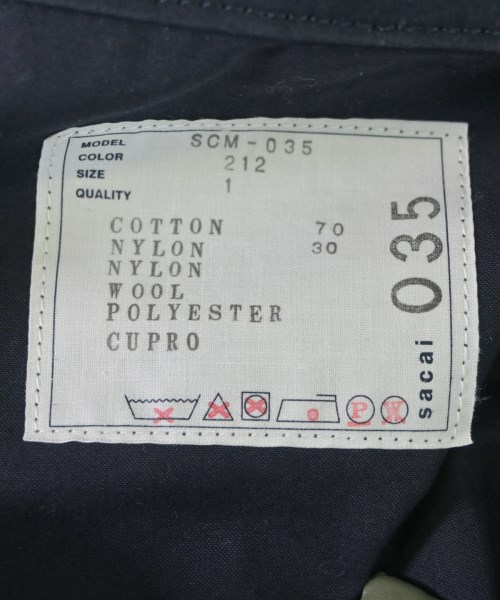 MODEL SCM-035
COLOR 212
SIZE 1
QUALITY
COTTON 70
NYLON 30
NYLON
WOOL
POLYESTER
CUPRO
P W
sacai 035